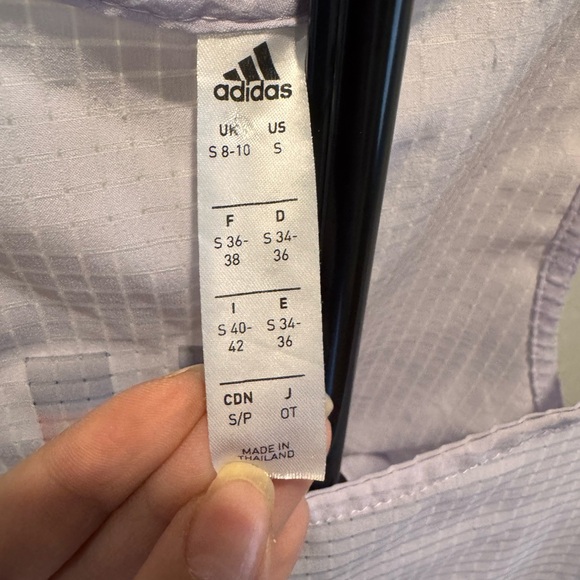 adidas
UK US
S 8-10 S
F D
S 36- S 34-
38 36
I E
S 40- S 34-
42 36
CDN J
S/P OT
MADE IN
THAILAND